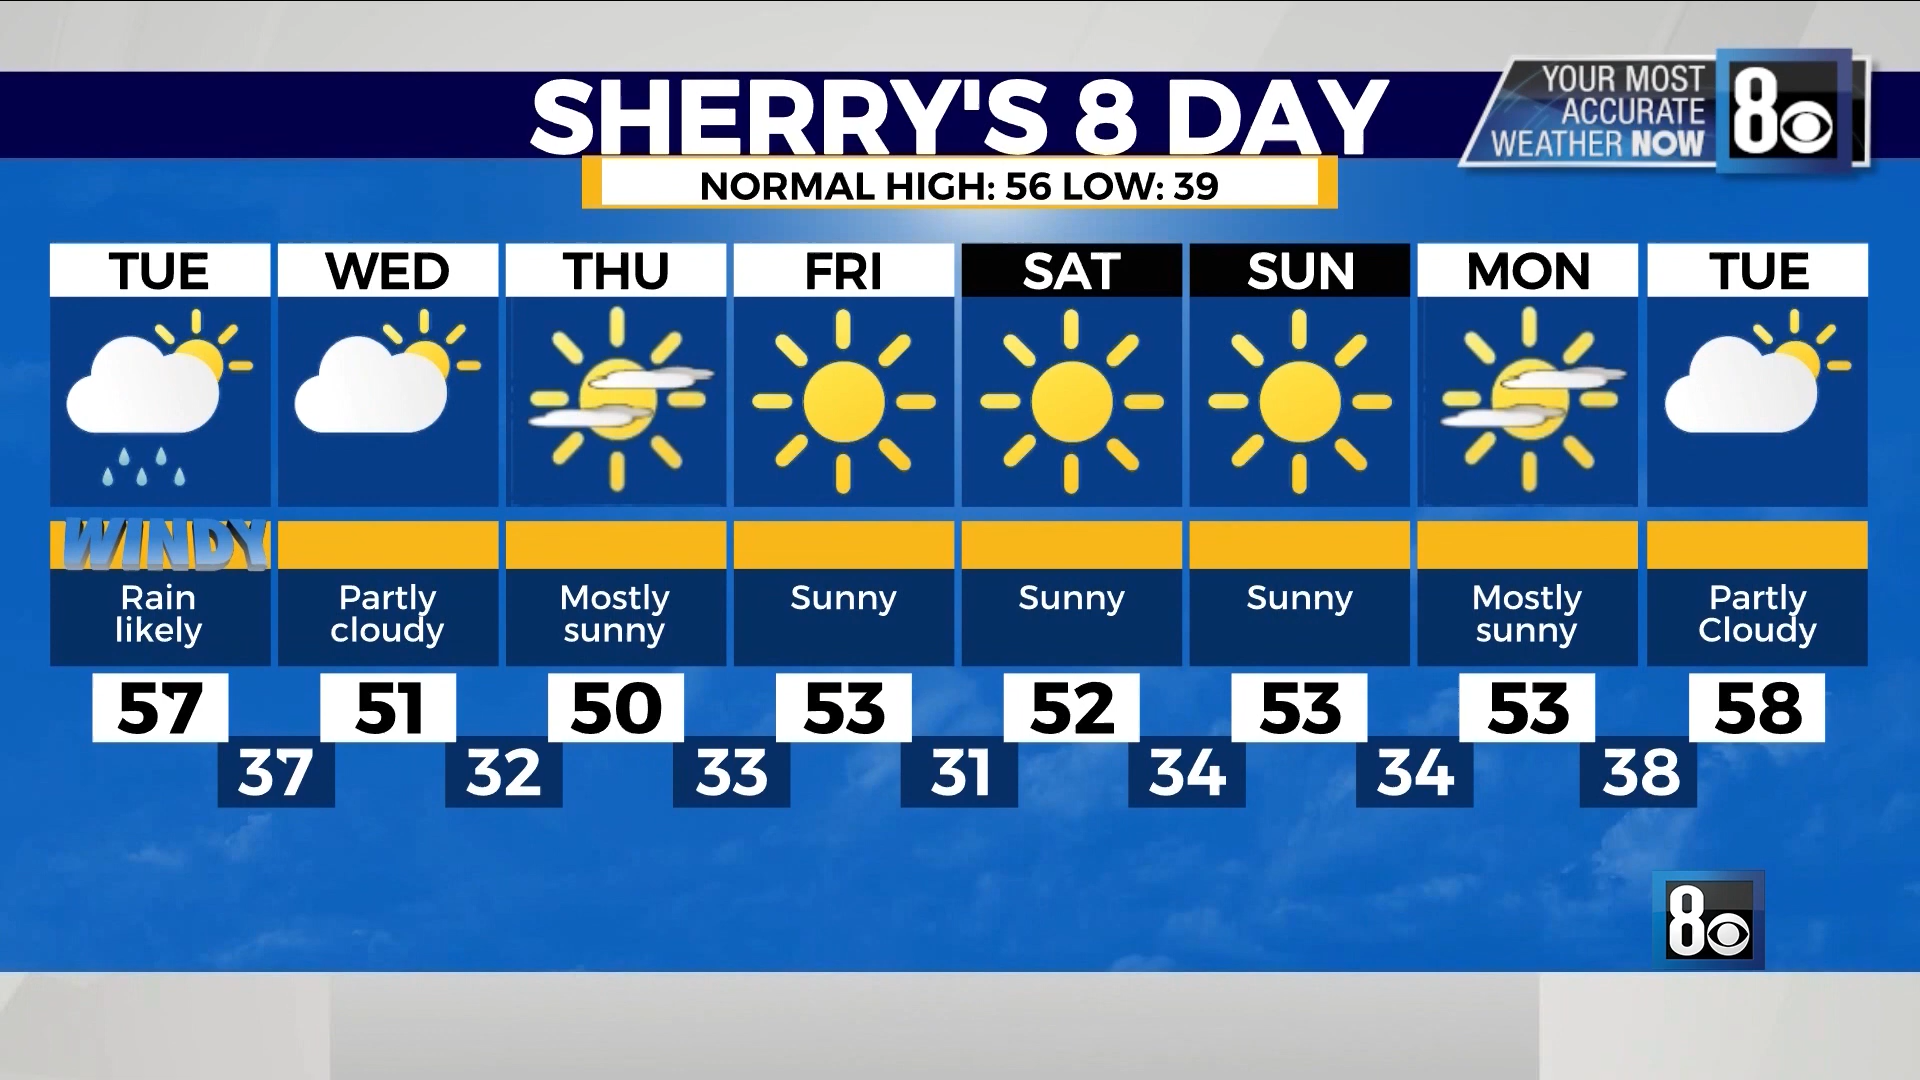 SHERRY'S 8 DAY
YOUR MOST
ACCURATE
WEATHER NOW
8
NORMAL HIGH: 56 LOW: 39
TUE WED THU FRI SAT SUN MON TUE
WINDY
Rain likely
Partly cloudy
Mostly sunny
Sunny
Sunny
Sunny
Mostly sunny
Partly Cloudy
57 51 50 53 52 53 53 58
37 32 33 31 34 34 38
8